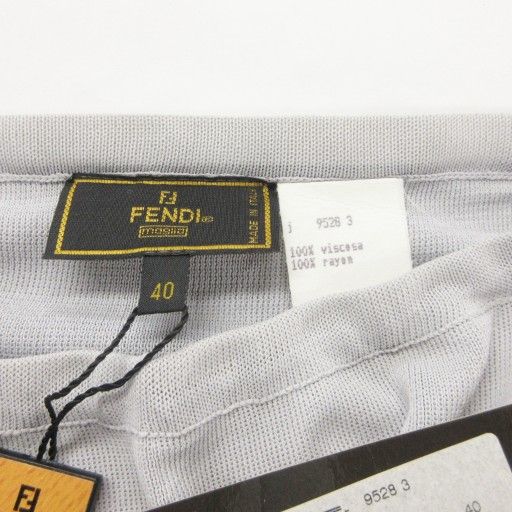 FENDI
maglia
MADE IN ITALY
40
j 9528 3
100% viscosa
100% rayon
9528 3
40